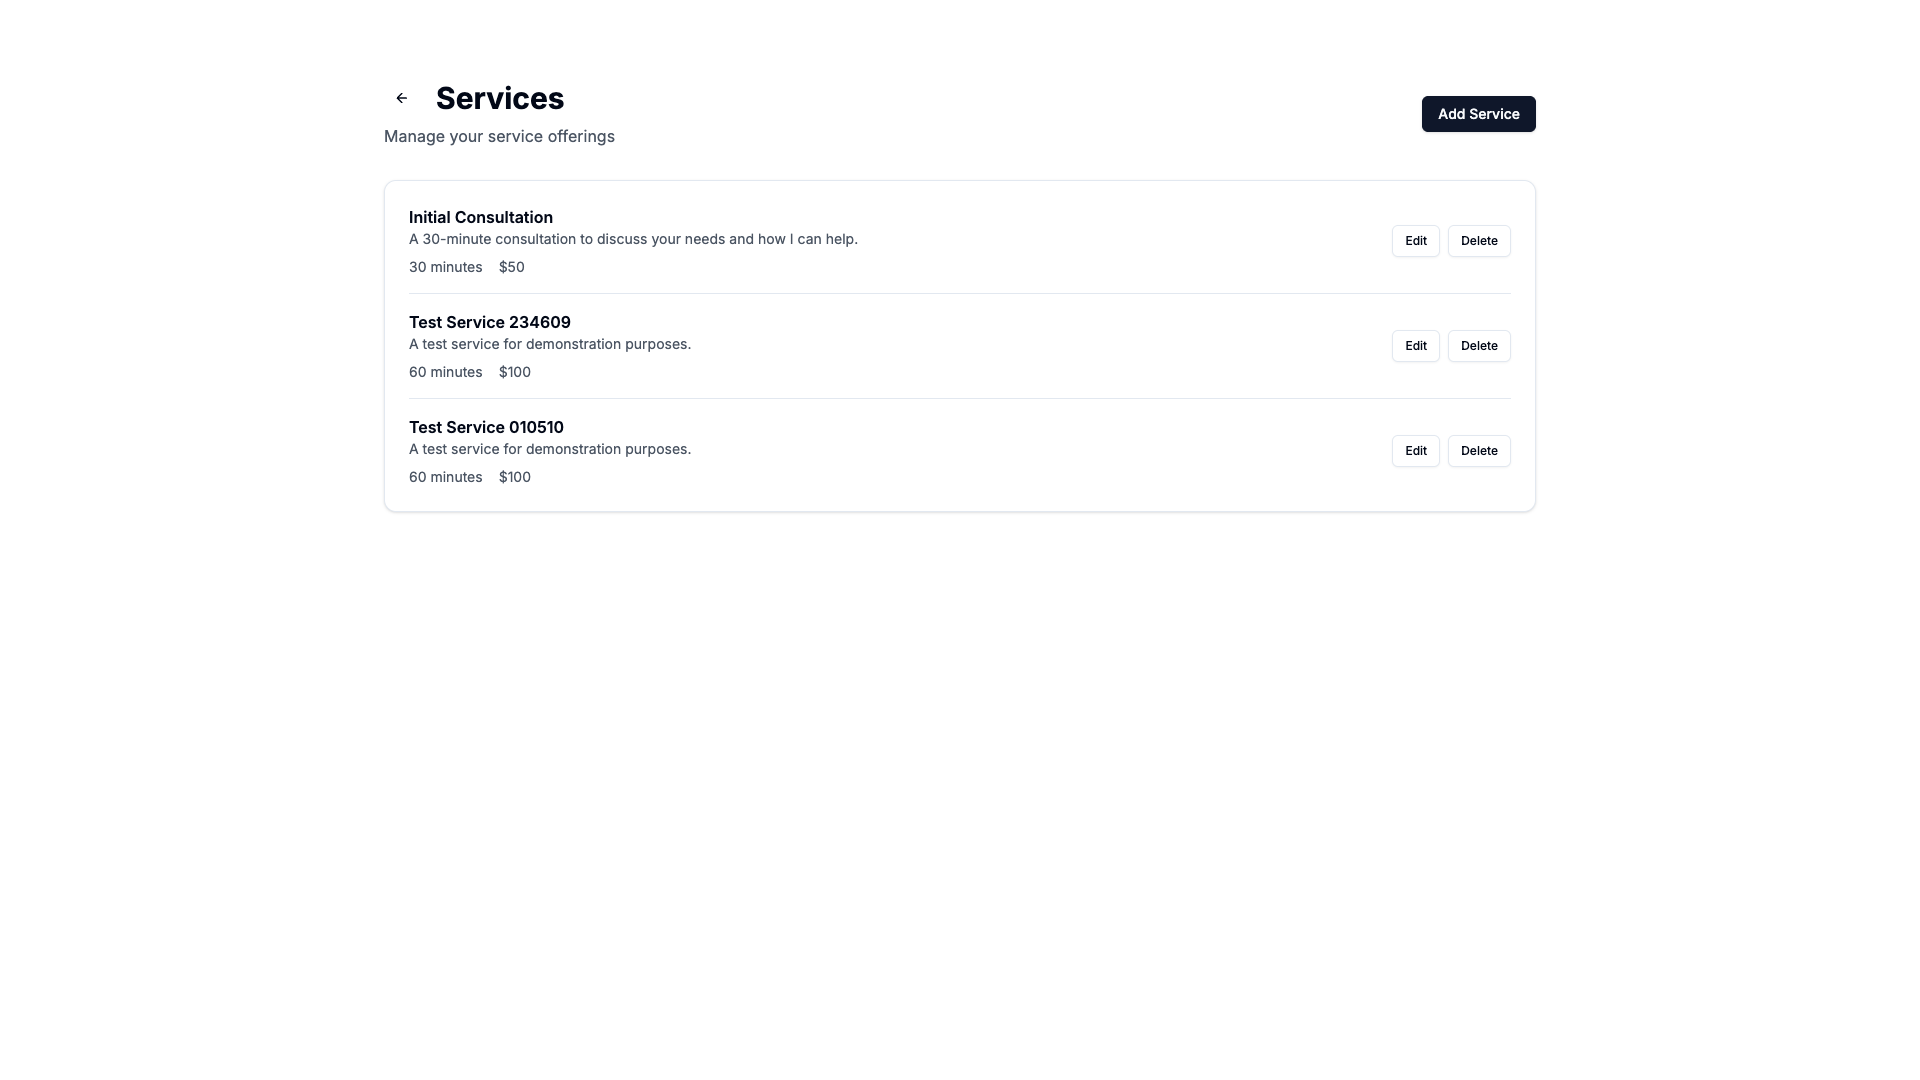 Services
Manage your service offerings
Add Service
Initial Consultation
A 30-minute consultation to discuss your needs and how I can help.
30 minutes $50
Edit Delete
Test Service 234609
A test service for demonstration purposes.
60 minutes $100
Edit Delete
Test Service 010510
A test service for demonstration purposes.
60 minutes $100
Edit Delete